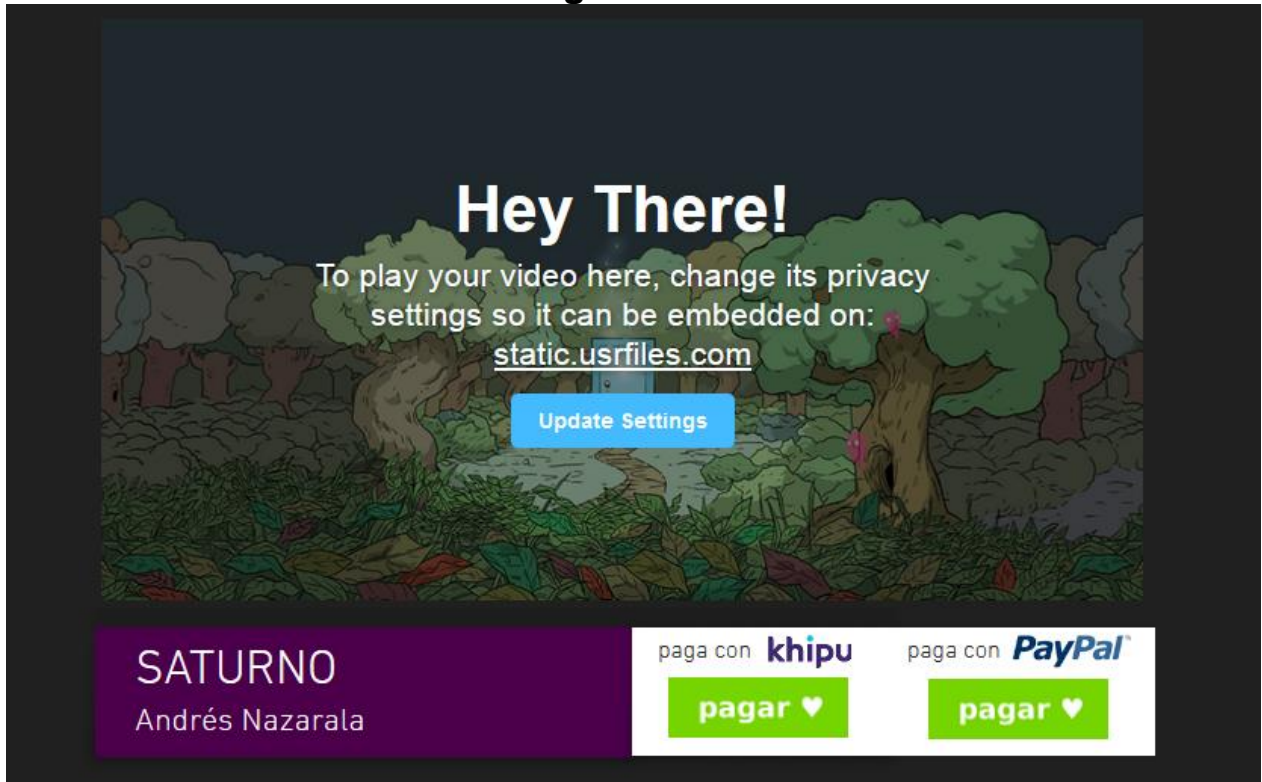 Hey There!
To play your video here, change its privacy
settings so it can be embedded on:
static.usrfiles.com
Update Settings
SATURNO
Andrés Nazarala
paga con khipu
pagar ♥
paga con PayPal™
pagar ♥